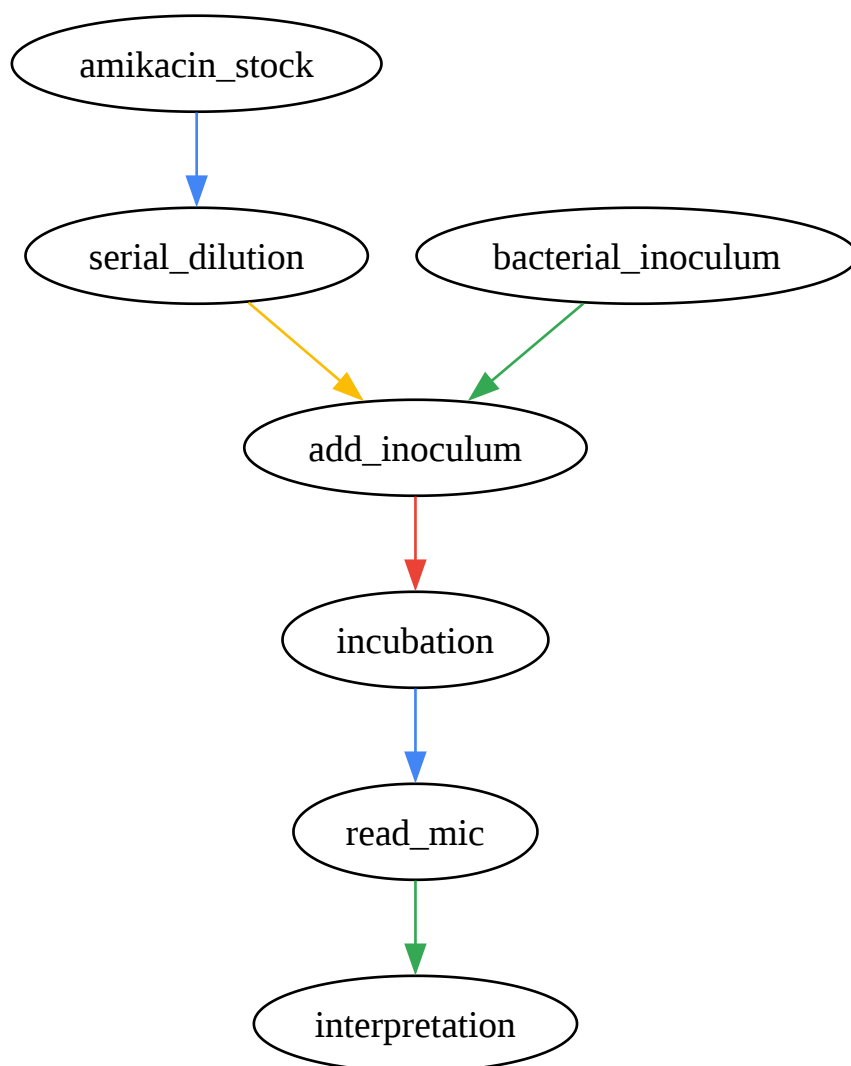 amikacin_stock
serial_dilution
bacterial_inoculum
add_inoculum
incubation
read_mic
interpretation